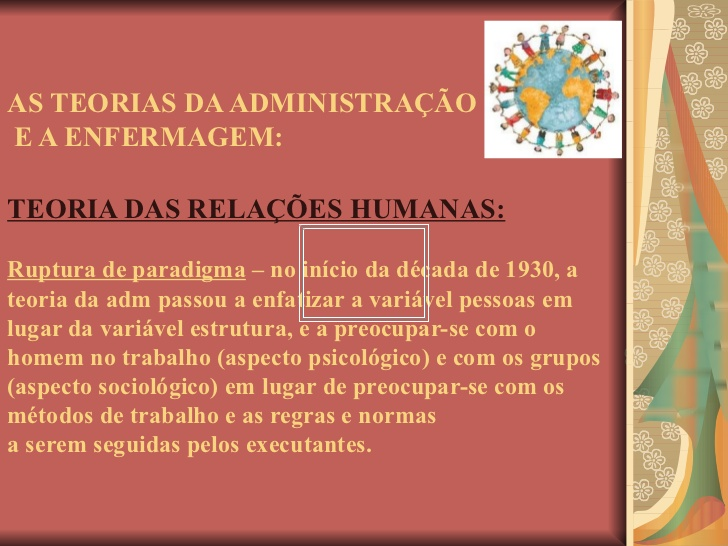 AS TEORIAS DA ADMINISTRAÇÃO
E A ENFERMAGEM:
TEORIA DAS RELAÇÕES HUMANAS:
Ruptura de paradigma – no início da década de 1930, a
teoria da adm passou a enfatizar a variável pessoas em
lugar da variável estrutura, e a preocupar-se com o
homem no trabalho (aspecto psicológico) e com os grupos
(aspecto sociológico) em lugar de preocupar-se com os
métodos de trabalho e as regras e normas
a serem seguidas pelos executantes.